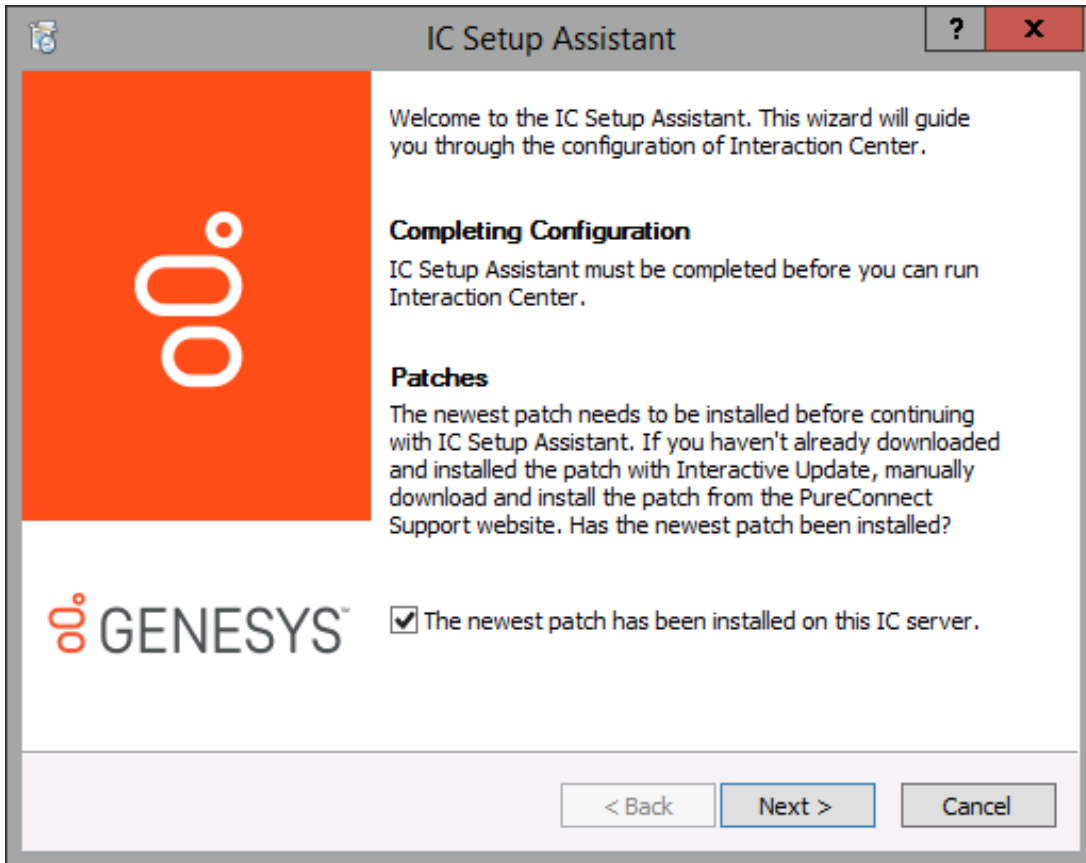 IC Setup Assistant
?
x
Welcome to the IC Setup Assistant. This wizard will guide
you through the configuration of Interaction Center.
Completing Configuration
IC Setup Assistant must be completed before you can run
Interaction Center.
Patches
The newest patch needs to be installed before continuing
with IC Setup Assistant. If you haven't already downloaded
and installed the patch with Interactive Update, manually
download and install the patch from the PureConnect
Support website. Has the newest patch been installed?
GENESYS™
The newest patch has been installed on this IC server.
< Back
Next >
Cancel